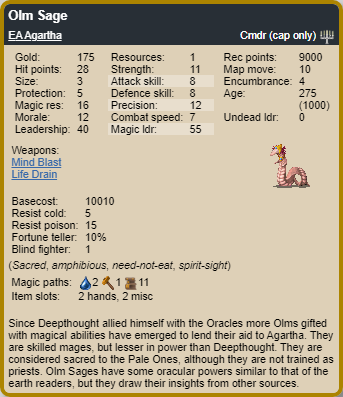 Olm Sage
EA Agartha Cmdr (cap only)
Gold: 175 Resources: 1 Rec points: 9000
Hit points: 28 Strength: 11 Map move: 10
Size: 3 Attack skill: 8 Encumbrance: 4
Protection: 5 Defence skill: 8 Age: 275
Magic res: 16 Precision: 12 (1000)
Morale: 12 Combat speed: 7 Undead ldr: 0
Leadership: 40 Magic ldr: 55
Weapons:
Mind Blast
Life Drain
Basecost: 10010
Resist cold: 5
Resist poison: 15
Fortune teller: 10%
Blind fighter: 1
(Sacred, amphibious, need-not-eat, spirit-sight)
Magic paths: 2 1 11
Item slots: 2 hands, 2 misc
Since Deepthought allied himself with the Oracles more Olms gifted
with magical abilities have emerged to lend their aid to Agartha. They
are skilled mages, but lesser in power than Deepthought. They are
considered sacred to the Pale Ones, although they are not trained as
priests. Olm Sages have some oracular powers similar to that of the
earth readers, but they draw their insights from other sources.